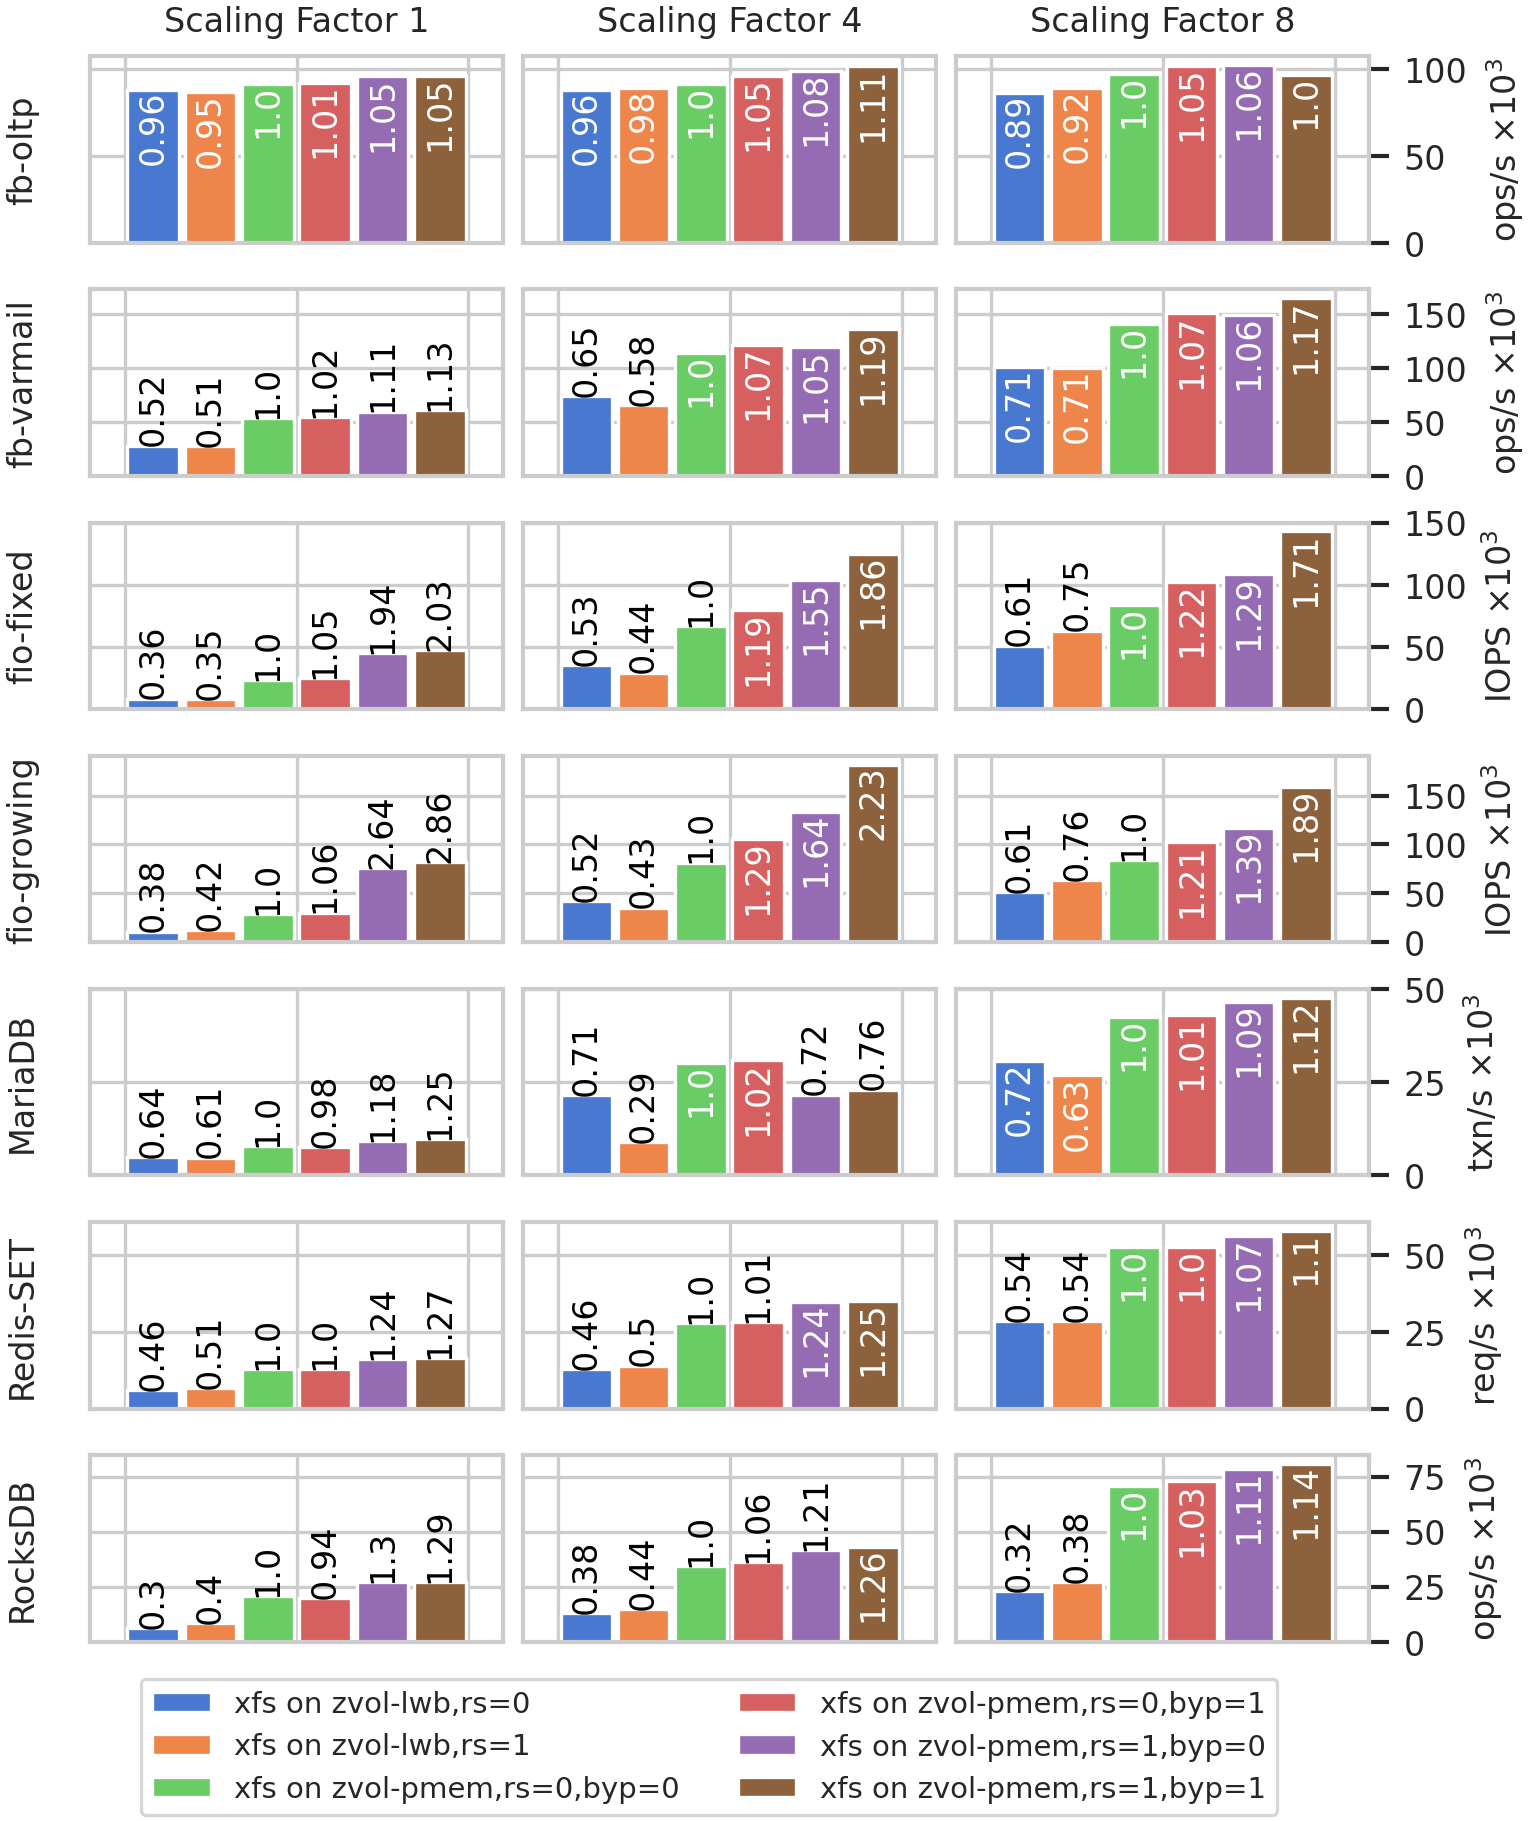 Scaling Factor 1 Scaling Factor 4 Scaling Factor 8
fb-oltp
0.96 0.95 1.0 1.01 1.05 1.05
0.96 0.98 1.0 1.05 1.08 1.11
0.89 0.92 1.0 1.05 1.06 1.0
100
50
0
ops/s ×10³
fb-varmail
0.52 0.51 1.0 1.02 1.11 1.13
0.65 0.58 1.0 1.07 1.05 1.19
0.71 0.71 1.0 1.07 1.06 1.17
150
100
50
0
ops/s ×10³
fio-fixed
0.36 0.35 1.0 1.05 1.94 2.03
0.53 0.44 1.0 1.19 1.55 1.86
0.61 0.75 1.0 1.22 1.29 1.71
150
100
50
0
IOPS ×10³
fio-growing
0.38 0.42 1.0 1.06 2.64 2.86
0.52 0.43 1.0 1.29 1.64 2.23
0.61 0.76 1.0 1.21 1.39 1.89
150
100
50
0
IOPS ×10³
MariaDB
0.64 0.61 1.0 0.98 1.18 1.25
0.71 0.29 1.0 1.02 0.72 0.76
0.72 0.63 1.0 1.01 1.09 1.12
50
25
0
txn/s ×10³
Redis-SET
0.46 0.51 1.0 1.0 1.24 1.27
0.46 0.5 1.0 1.01 1.24 1.25
0.54 0.54 1.0 1.0 1.07 1.1
50
25
0
req/s ×10³
RocksDB
0.3 0.4 1.0 0.94 1.3 1.29
0.38 0.44 1.0 1.06 1.21 1.26
0.32 0.38 1.0 1.03 1.11 1.14
75
50
25
0
ops/s ×10³
xfs on zvol-lwb,rs=0
xfs on zvol-lwb,rs=1
xfs on zvol-pmem,rs=0,byp=0
xfs on zvol-pmem,rs=0,byp=1
xfs on zvol-pmem,rs=1,byp=0
xfs on zvol-pmem,rs=1,byp=1